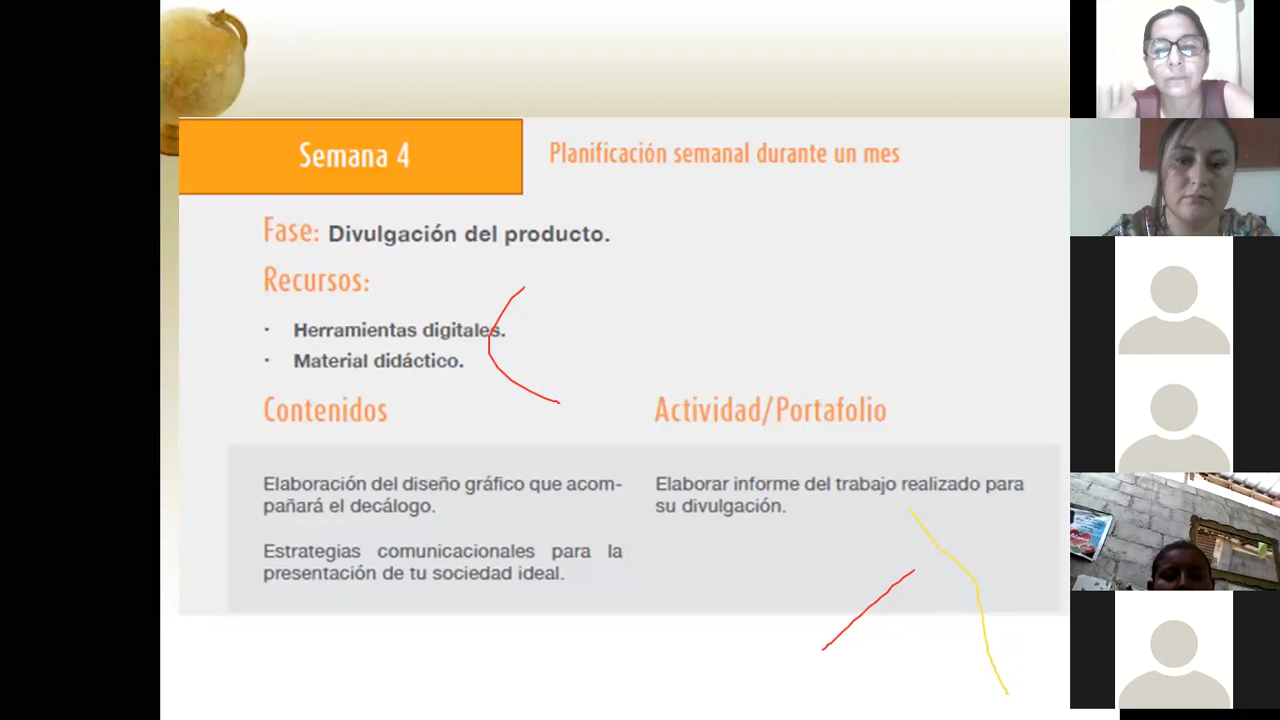 Semana 4
Planificación semanal durante un mes
Fase: Divulgación del producto.
Recursos:
· Herramientas digitales.
· Material didáctico.
Contenidos
Elaboración del diseño gráfico que acom-
pañará el decálogo.
Estrategias comunicacionales para la
presentación de tu sociedad ideal.
Actividad/Portafolio
Elaborar informe del trabajo realizado para
su divulgación.